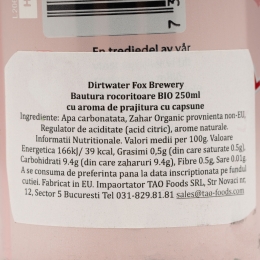 En tredjedel av vår
Dirtwater Fox Brewery
Bautura rocoritoare BIO 250ml
cu aroma de prajitura cu capsune
Ingrediente: Apa carbonatata, Zahar Organic provnienta non-EU,
Regulator de aciditate (acid citric), arome naturale.
Informatii Nutritionale. Valori medii per 100g. Valoare
Energetica 166kJ/ 39 kcal, Grasimi 0,5g (din care saturate 0.5g),
Carbohidrati 9.4g (din care zaharuri 9.4g), Fibre 0.5g, Sare 0.01g.
A se consuma de preferinta pana la data inscriptionata pe fundul
cutiei. Fabricat in EU. Impaortator TAO Foods SRL, Str Novaci nr.
12, Sector 5 Bucuresti Tel 031-829.81.81 sales@tao-foods.com